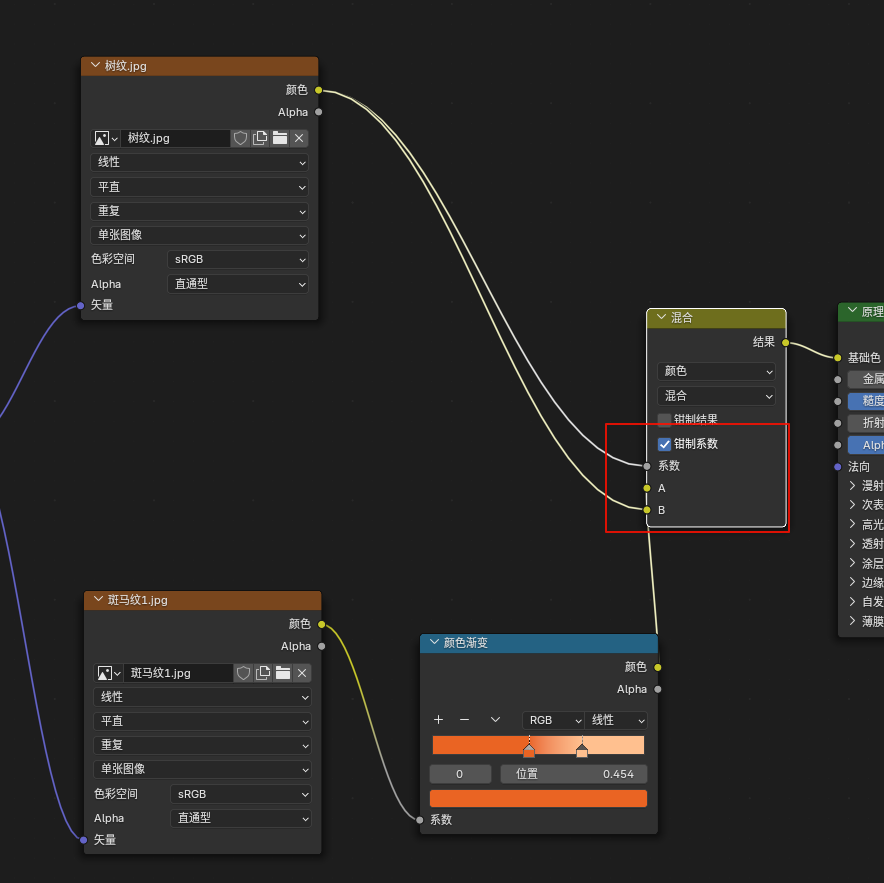 树纹.jpg
颜色
Alpha
树纹.jpg
线性
平直
重复
单张图像
色彩空间 sRGB
Alpha 直通型
矢量
混合
结果
颜色
混合
钳制结果
钳制系数
系数
A
B
原理
基础色
金属
糙度
折射
Alph
法向
漫射
次表
高光
透射
涂层
边缘
自发
薄膜
斑马纹1.jpg
颜色
Alpha
斑马纹1.jpg
线性
平直
重复
单张图像
色彩空间 sRGB
Alpha 直通型
矢量
颜色渐变
颜色
Alpha
RGB 线性
0 位置 0.454
系数